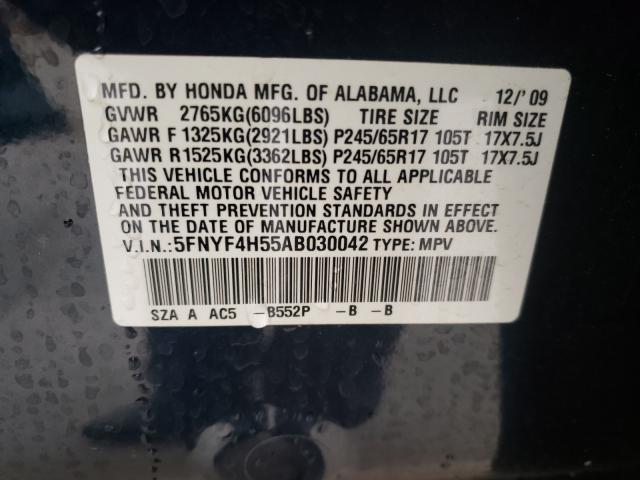 MFD. BY HONDA MFG. OF ALABAMA, LLC 12/'09
GVWR 2765KG(6096LBS) TIRE SIZE RIM SIZE
GAWR F 1325KG(2921LBS) P245/65R17 105T 17X7.5J
GAWR R1525KG(3362LBS) P245/65R17 105T 17X7.5J
THIS VEHICLE CONFORMS TO ALL APPLICABLE
FEDERAL MOTOR VEHICLE SAFETY
AND THEFT PREVENTION STANDARDS IN EFFECT
ON THE DATE OF MANUFACTURE SHOWN ABOVE.
V.I.N.:5FNYF4H55AB030042 TYPE: MPV
SZA A AC5 -B552P -B -B